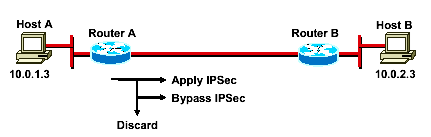 Host A
Router A
Router B
Host B
10.0.1.3
10.0.2.3
Apply IPSec
Bypass IPSec
Discard